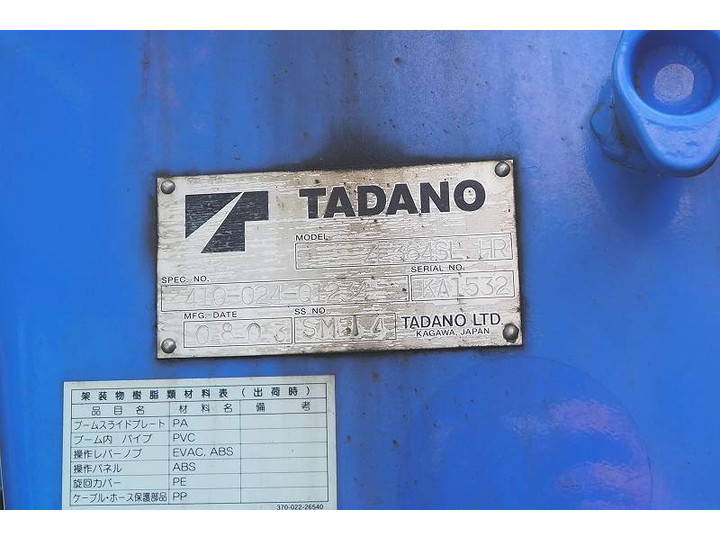 TADANO
MODEL
SPEC. NO.
SERIAL NO.
KA1532
MFG. DATE
SS NO
0 8 0 3
TADANO LTD.
KAGAWA, JAPAN
架装物樹脂類材料表(出荷時)
品目名 材料名 備考
ブームスライドプレート PA
ブーム内 パイプ PVC
操作レバーノブ EVAC, ABS
操作パネル ABS
旋回カバー PE
ケーブル・ホース保護部品 PP
370-022-26540